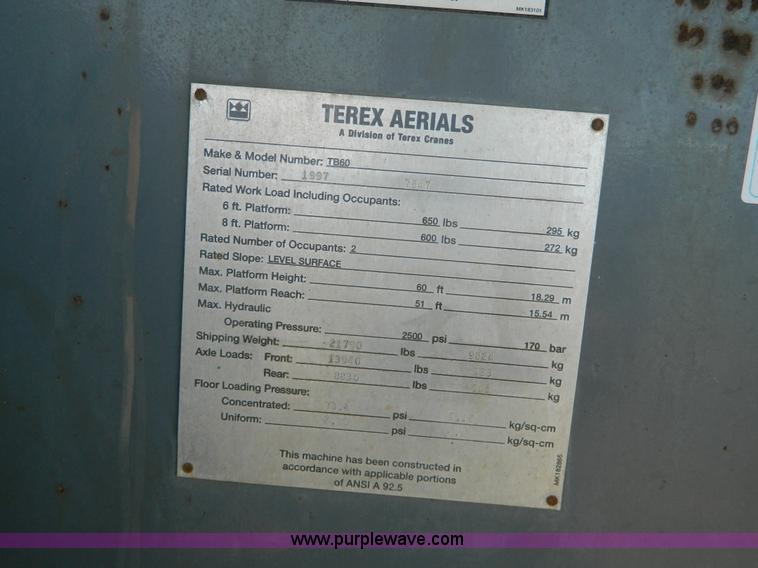 MK183101
TEREX AERIALS
A Division of Terex Cranes
Make & Model Number: TB60
Serial Number: 1997
Rated Work Load Including Occupants:
6 ft. Platform: 650 lbs 295 kg
8 ft. Platform: 600 lbs 272 kg
Rated Number of Occupants: 2
Rated Slope: LEVEL SURFACE
Max. Platform Height: 60 ft 18.29 m
Max. Platform Reach: 51 ft 15.54 m
Max. Hydraulic
Operating Pressure: 2500 psi 170 bar
Shipping Weight: 21790 lbs kg
Axle Loads: Front: lbs kg
Rear: lbs kg
Floor Loading Pressure:
Concentrated: psi kg/sq-cm
Uniform: psi kg/sq-cm
This machine has been constructed in
accordance with applicable portions
of ANSI A 92.5
MK182865
www.purplewave.com